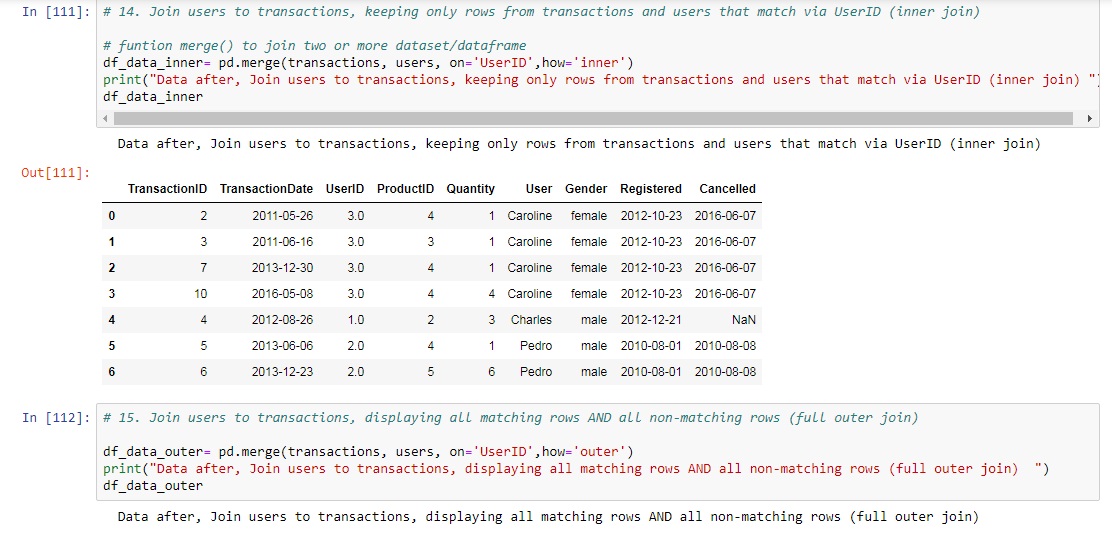 In [111]: # 14. Join users to transactions, keeping only rows from transactions and users that match via UserID (inner join)
# funtion merge() to join two or more dataset/dataframe
df_data_inner= pd.merge(transactions, users, on='UserID',how='inner')
print("Data after, Join users to transactions, keeping only rows from transactions and users that match via UserID (inner join) ")
df_data_inner
Data after, Join users to transactions, keeping only rows from transactions and users that match via UserID (inner join)
Out[111]:
TransactionID TransactionDate UserID ProductID Quantity User Gender Registered Cancelled
0 2 2011-05-26 3.0 4 1 Caroline female 2012-10-23 2016-06-07
1 3 2011-06-16 3.0 3 1 Caroline female 2012-10-23 2016-06-07
2 7 2013-12-30 3.0 4 1 Caroline female 2012-10-23 2016-06-07
3 10 2016-05-08 3.0 4 4 Caroline female 2012-10-23 2016-06-07
4 4 2012-08-26 1.0 2 3 Charles male 2012-12-21 NaN
5 5 2013-06-06 2.0 4 1 Pedro male 2010-08-01 2010-08-08
6 6 2013-12-23 2.0 5 6 Pedro male 2010-08-01 2010-08-08
In [112]: # 15. Join users to transactions, displaying all matching rows AND all non-matching rows (full outer join)
df_data_outer= pd.merge(transactions, users, on='UserID',how='outer')
print("Data after, Join users to transactions, displaying all matching rows AND all non-matching rows (full outer join)  ")
df_data_outer
Data after, Join users to transactions, displaying all matching rows AND all non-matching rows (full outer join)